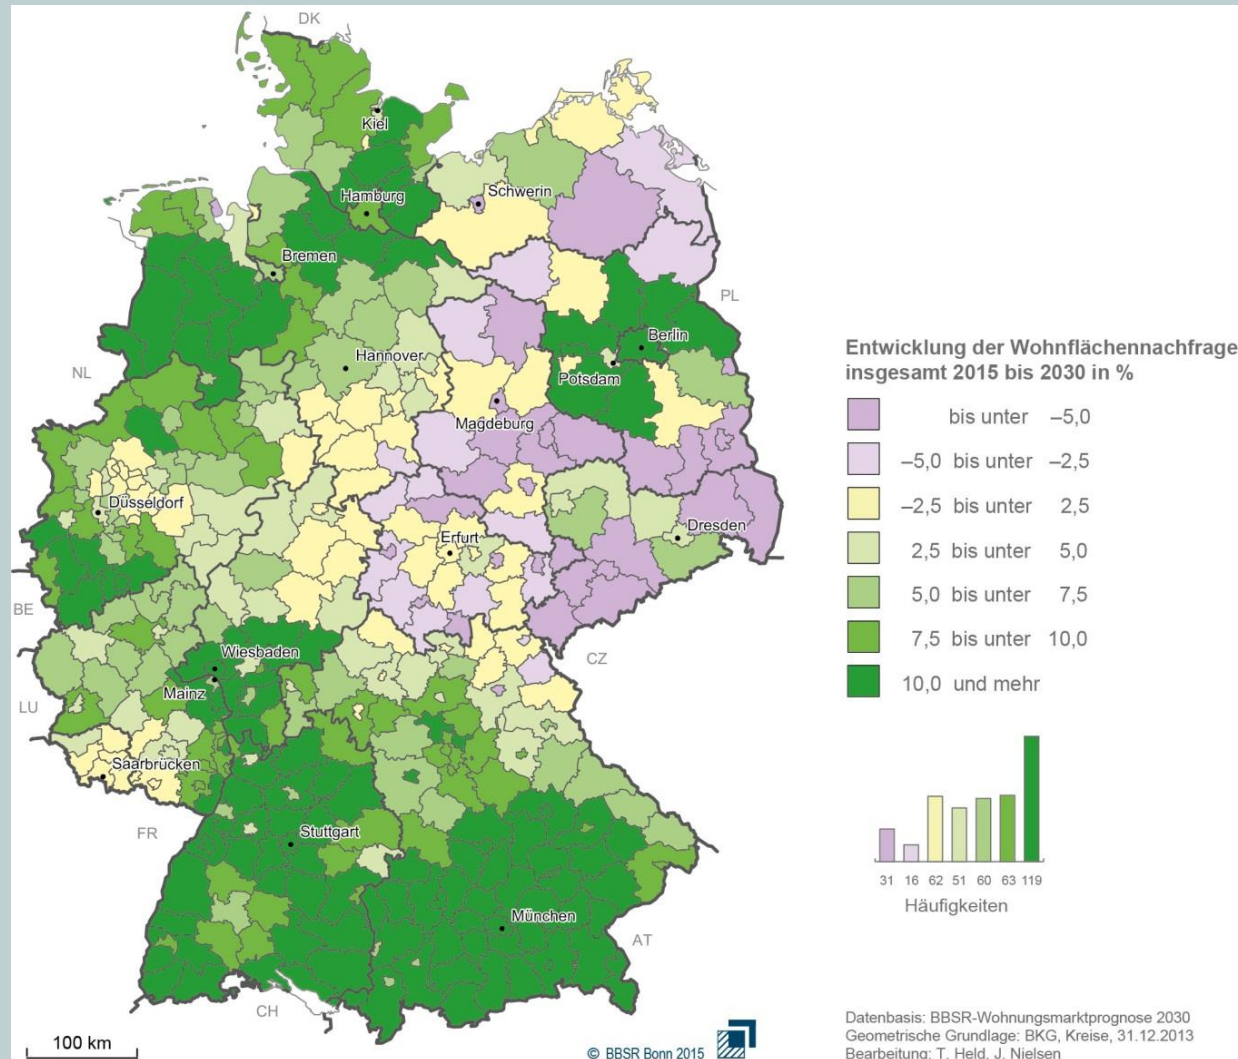 DK
Kiel
Hamburg
Schwerin
Bremen
PL
Berlin
NL
Hannover
Potsdam
Magdeburg
Düsseldorf
Dresden
Erfurt
BE
Wiesbaden
CZ
Mainz
LU
Saarbrücken
FR
Stuttgart
München
AT
CH
100 km
© BBSR Bonn 2015
Entwicklung der Wohnflächennachfrage
insgesamt 2015 bis 2030 in %
bis unter –5,0
–5,0 bis unter –2,5
–2,5 bis unter 2,5
2,5 bis unter 5,0
5,0 bis unter 7,5
7,5 bis unter 10,0
10,0 und mehr
31 16 62 51 60 63 119
Häufigkeiten
Datenbasis: BBSR-Wohnungsmarktprognose 2030
Geometrische Grundlage: BKG, Kreise, 31.12.2013
Bearbeitung: T. Held, J. Nielsen